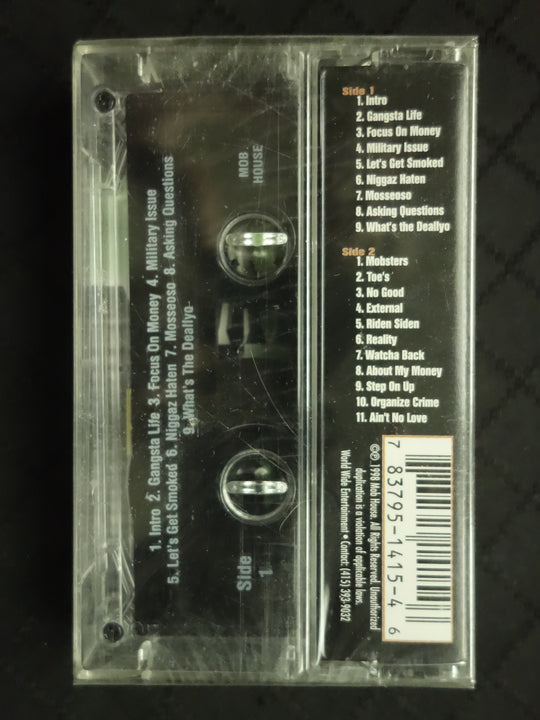 MOB
HOUSE
1. Intro 2. Gangsta Life 3. Focus On Money 4. Military Issue
5. Let's Get Smoked 6. Niggaz Haten 7. Mosseoso 8. Asking Questions
9. What's The Deallyo
Side
1
Side 1
1. Intro
2. Gangsta Life
3. Focus On Money
4. Military Issue
5. Let's Get Smoked
6. Niggaz Haten
7. Mosseoso
8. Asking Questions
9. What's the Deallyo
Side 2
1. Mobsters
2. Toe's
3. No Good
4. External
5. Riden Siden
6. Reality
7. Watcha Back
8. About My Money
9. Step On Up
10. Organize Crime
11. Ain't No Love
©℗ 1998 Mob House. All Rights Reserved. Unauthorized
duplication is a violation of applicable laws.
World Wide Entertainment • Contact: (415) 393-9032
7 83795-1415-4 6